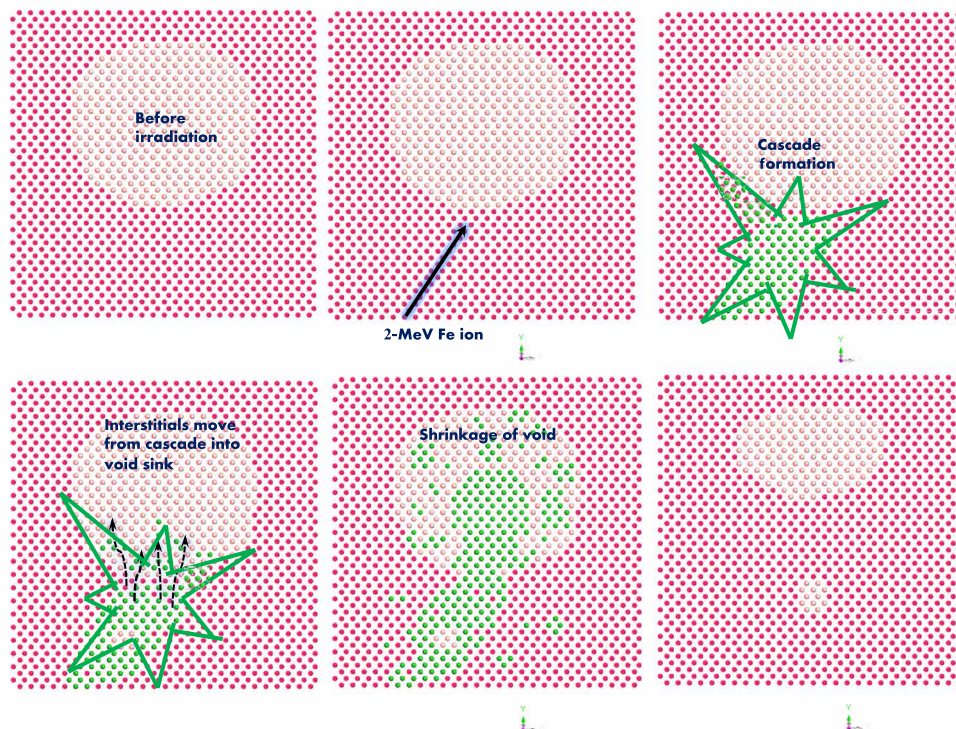 Before
irradiation
2-MeV Fe ion
Y
Cascade
formation
Y
Interstitials move
from cascade into
void sink
Shrinkage of void
Y
Y